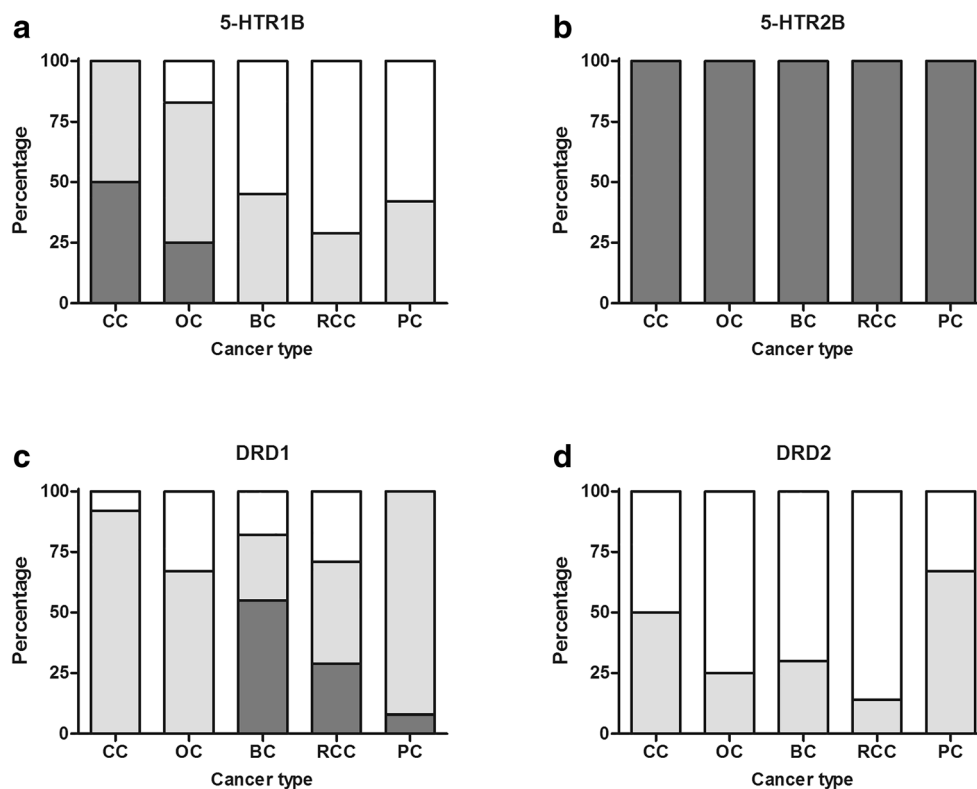 a
5-HTR1B
100
75
50
25
0
Percentage
CC OC BC RCC PC
Cancer type
b
5-HTR2B
100
75
50
25
0
Percentage
CC OC BC RCC PC
Cancer type
c
DRD1
100
75
50
25
0
Percentage
CC OC BC RCC PC
Cancer type
d
DRD2
100
75
50
25
0
Percentage
CC OC BC RCC PC
Cancer type